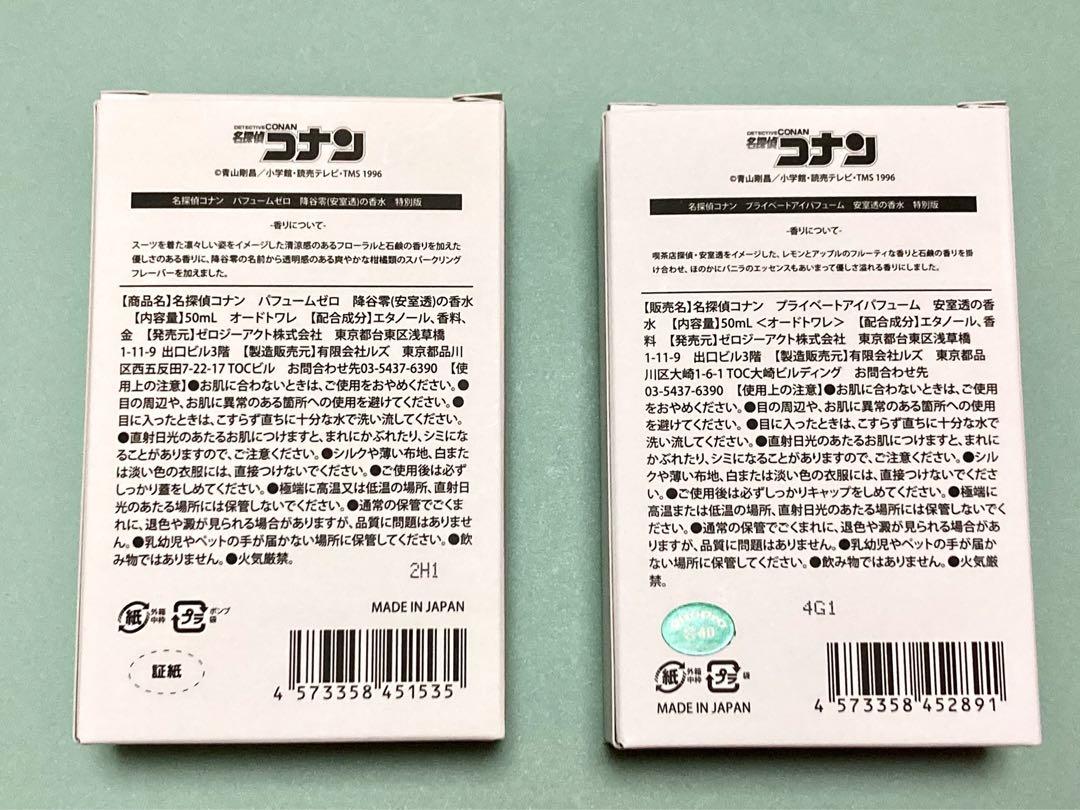 DETECTIVE CONAN
名探偵コナン
©青山剛昌/小学館・読売テレビ・TMS 1996
名探偵コナン パフュームゼロ 降谷零(安室透)の香水 特別版
-香りについて-
スーツを着た凛々しい姿をイメージした清涼感のあるフローラルと石鹸の香りを加えた
優しさのある香りに、降谷零の名前から透明感のある爽やかな柑橘類のスパークリング
フレーバーを加えました。
【商品名】名探偵コナン パフュームゼロ 降谷零(安室透)の香水
【内容量】50mL オードトワレ 【配合成分】エタノール、香料、
金 【発売元】ゼロジーアクト株式会社 東京都台東区浅草橋
1-11-9 出口ビル3階 【製造販売元】有限会社ルズ 東京都品川
区西五反田7-22-17 TOCビル お問合わせ先03-5437-6390 【使
用上の注意】●お肌に合わないときは、ご使用をおやめください。●
目の周辺や、お肌に異常のある箇所への使用を避けてください。●
目に入ったときは、こすらず直ちに十分な水で洗い流してください。
●直射日光のあたるお肌につけますと、まれにかぶれたり、シミにな
ることがありますので、ご注意ください。●シルクや薄い布地、白また
は淡い色の衣服には、直接つけないでください。●ご使用後は必ず
しっかり蓋をしめてください。●極端に高温又は低温の場所、直射日
光のあたる場所には保管しないでください。●通常の保管でごくま
れに、退色や澱が見られる場合がありますが、品質に問題はありませ
ん。●乳幼児やペットの手が届かない場所に保管してください。●飲
み物ではありません。●火気厳禁。
2H1
紙 外箱 中枠 プラ ポンプ 袋
MADE IN JAPAN
証紙
4 573358 451535
DETECTIVE CONAN
名探偵コナン
©青山剛昌/小学館・読売テレビ・TMS 1996
名探偵コナン プライベートアイパフューム 安室透の香水 特別版
-香りについて-
喫茶店探偵・安室透をイメージした、レモンとアップルのフルーティな香りと石鹸の香りを掛
け合わせ、ほのかにバニラのエッセンスもあいまって優しさ溢れる香りにしました。
【販売名】名探偵コナン プライベートアイパフューム 安室透の香
水 【内容量】50mL <オードトワレ> 【配合成分】エタノール、香
料 【発売元】ゼロジーアクト株式会社 東京都台東区浅草橋
1-11-9 出口ビル3階 【製造販売元】有限会社ルズ 東京都品
川区大崎1-6-1 TOC大崎ビルディング お問合わせ先
03-5437-6390 【使用上の注意】●お肌に合わないときは、ご使用
をおやめください。●目の周辺や、お肌に異常のある箇所への使用
を避けてください。●目に入ったときは、こすらず直ちに十分な水で
洗い流してください。●直射日光のあたるお肌につけますと、まれに
かぶれたり、シミになることがありますので、ご注意ください。●シル
クや薄い布地、白または淡い色の衣服には、直接つけないでくださ
い。●ご使用後は必ずしっかりキャップをしめてください。●極端に
高温または低温の場所、直射日光のあたる場所には保管しないでく
ださい。●通常の保管でごくまれに、退色や澱が見られる場合があ
りますが、品質に問題はありません。●乳幼児やペットの手が届か
ない場所に保管してください。●飲み物ではありません。●火気厳
禁。
4G1
紙 外箱 中枠 プラ 袋
MADE IN JAPAN
4 573358 452891